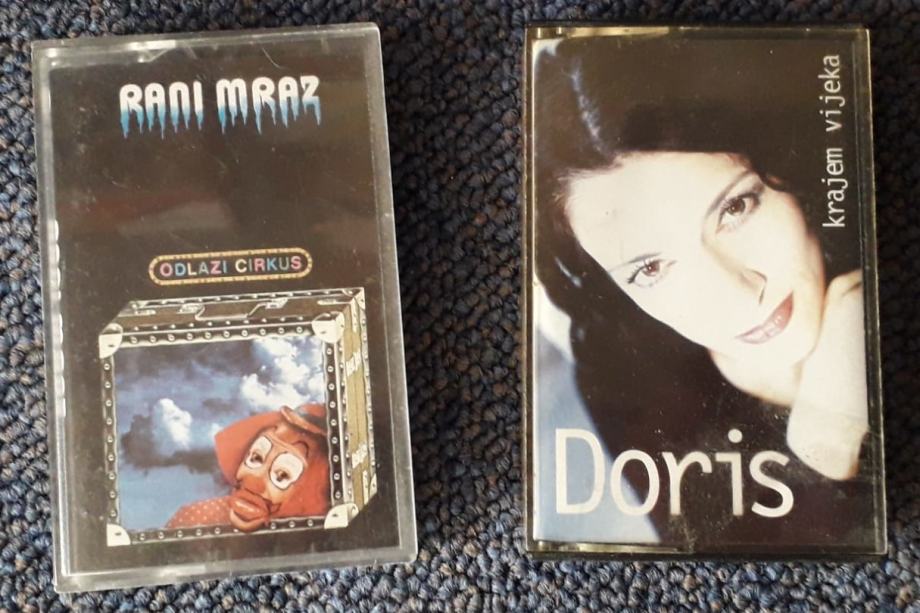 RANI MRAZ
ODLAZI CIRKUS
krajem vijeka
Doris